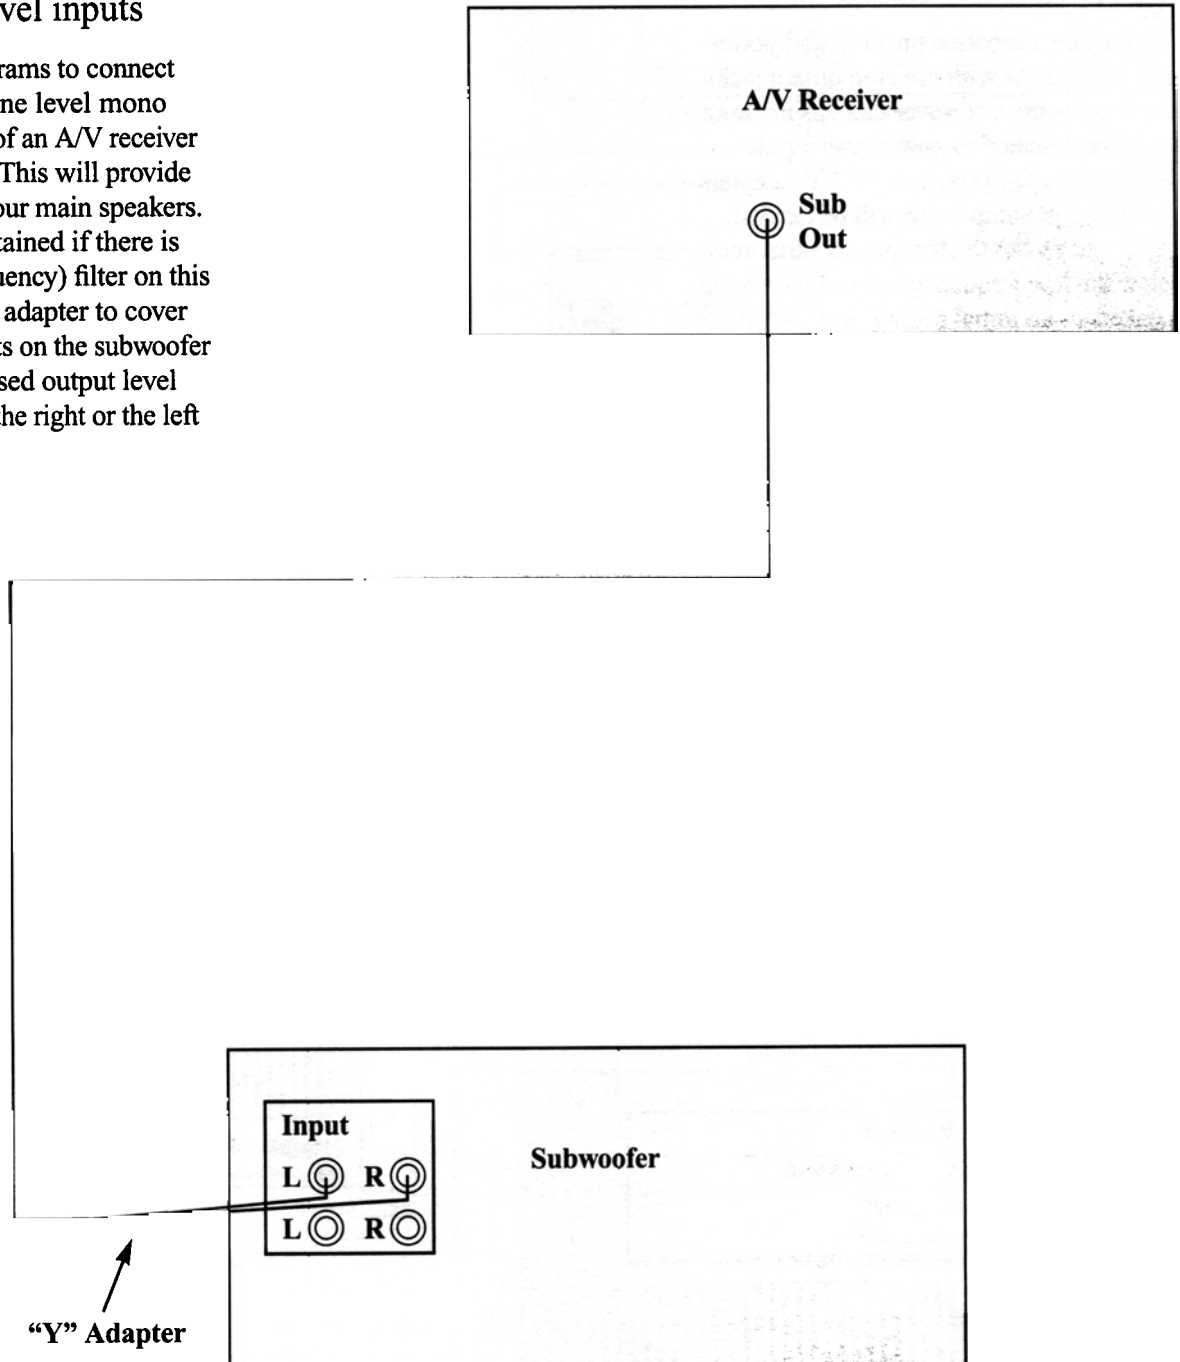 vel inputs
rams to connect
ne level mono
of an A/V receiver
This will provide
our main speakers.
tained if there is
uency) filter on this
adapter to cover
ts on the subwoofer
sed output level
the right or the left
A/V Receiver
Sub
Out
Input
L R
L R
Subwoofer
“Y” Adapter